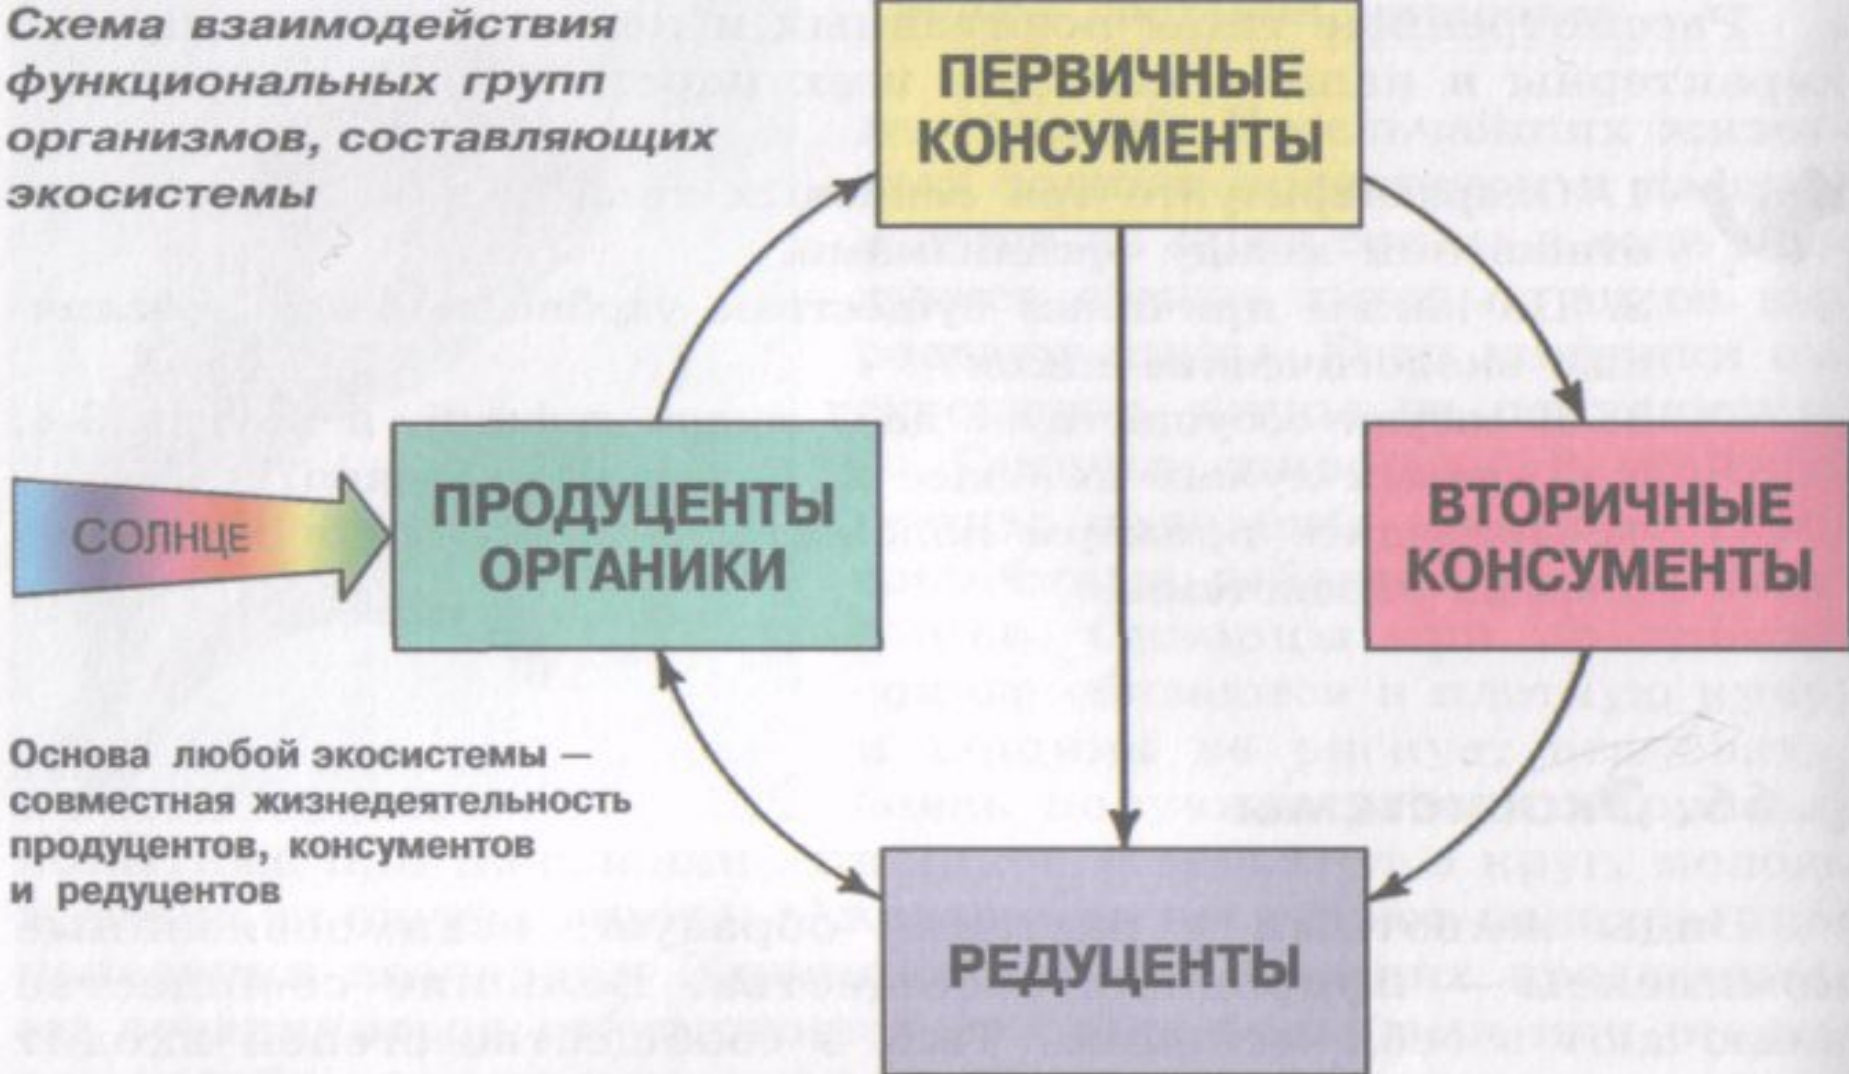 Схема взаимодействия
функциональных групп
организмов, составляющих
экосистемы
ПЕРВИЧНЫЕ
КОНСУМЕНТЫ
СОЛНЦЕ
ПРОДУЦЕНТЫ
ОРГАНИКИ
ВТОРИЧНЫЕ
КОНСУМЕНТЫ
Основа любой экосистемы —
совместная жизнедеятельность
продуцентов, консументов
и редуцентов
РЕДУЦЕНТЫ